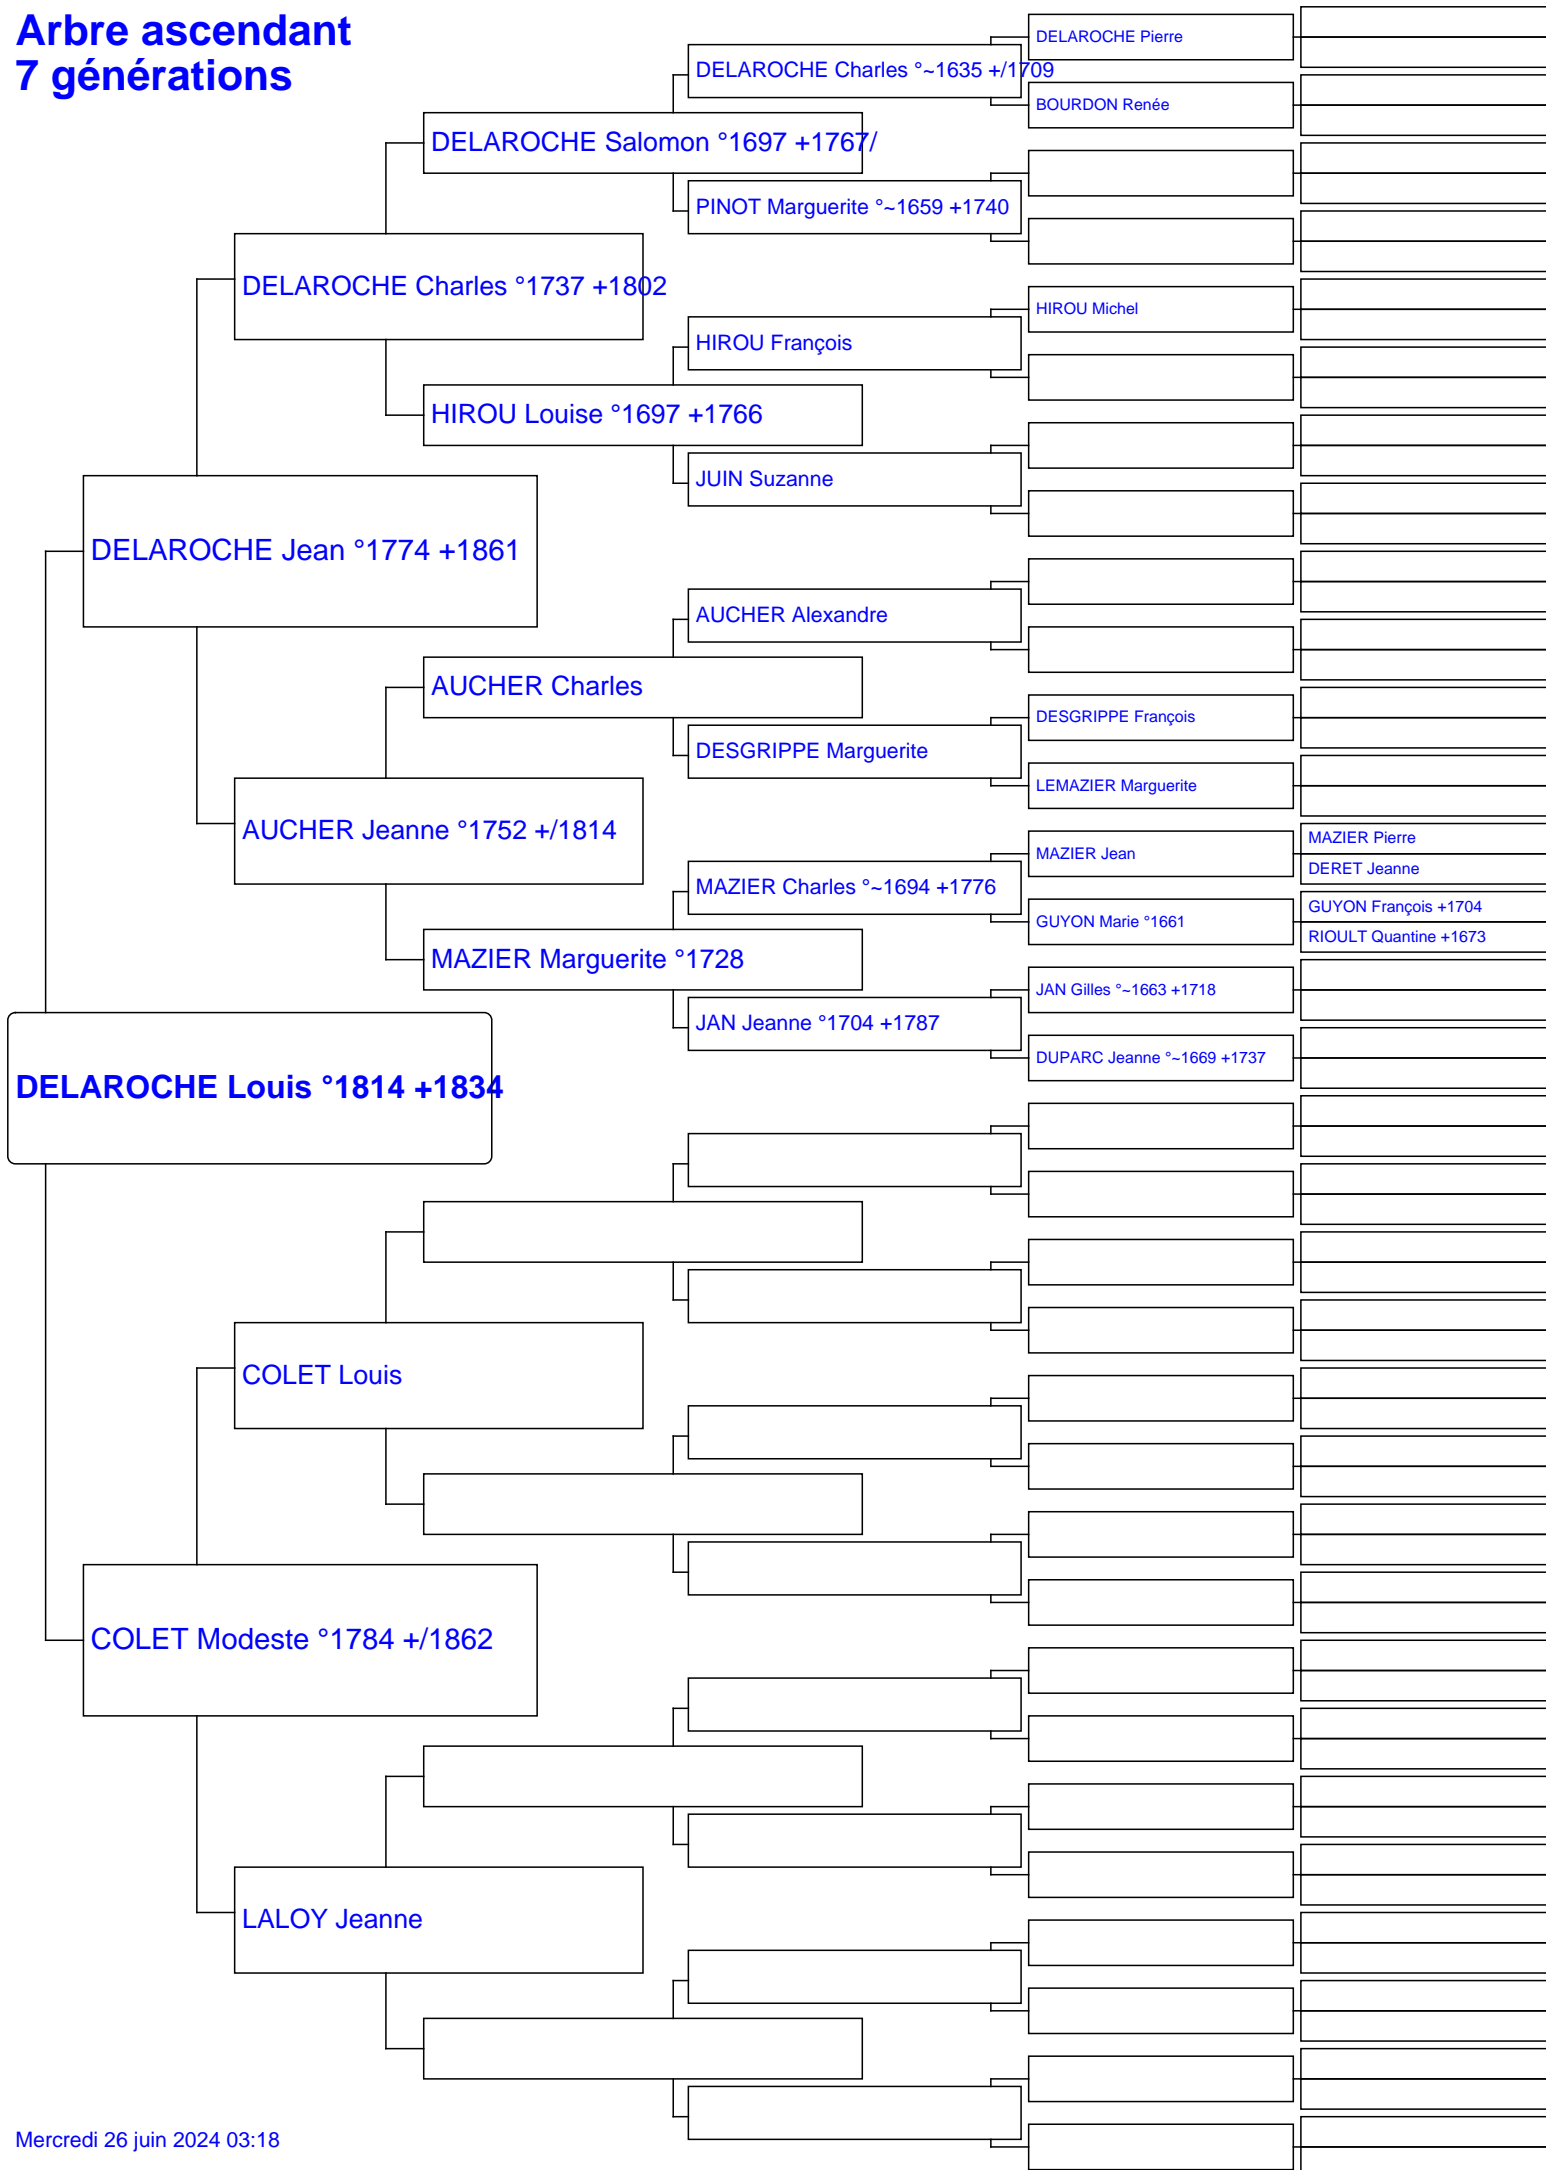 Arbre ascendant
7 générations
DELAROCHE Pierre
DELAROCHE Charles °~1635 +/1709
BOURDON Renée
DELAROCHE Salomon °1697 +1767/
PINOT Marguerite °~1659 +1740
DELAROCHE Charles °1737 +1802
HIROU Michel
HIROU François
HIROU Louise °1697 +1766
JUIN Suzanne
DELAROCHE Jean °1774 +1861
AUCHER Alexandre
AUCHER Charles
DESGRIPPE François
DESGRIPPE Marguerite
LEMAZIER Marguerite
AUCHER Jeanne °1752 +/1814
MAZIER Pierre
MAZIER Jean
DERET Jeanne
MAZIER Charles °~1694 +1776
GUYON François +1704
GUYON Marie °1661
RIOULT Quantine +1673
MAZIER Marguerite °1728
JAN Gilles °~1663 +1718
JAN Jeanne °1704 +1787
DUPARC Jeanne °~1669 +1737
DELAROCHE Louis °1814 +1834
COLET Louis
COLET Modeste °1784 +/1862
LALOY Jeanne
Mercredi 26 juin 2024 03:18